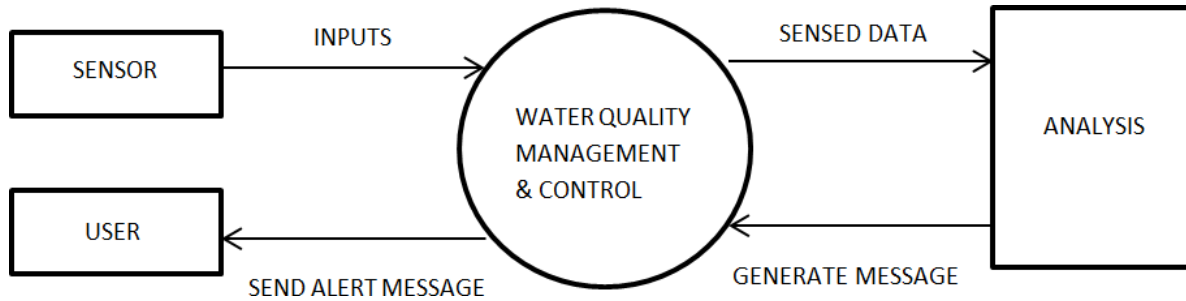 INPUTS
SENSED DATA
SENSOR
WATER QUALITY
MANAGEMENT
& CONTROL
ANALYSIS
USER
SEND ALERT MESSAGE
GENERATE MESSAGE